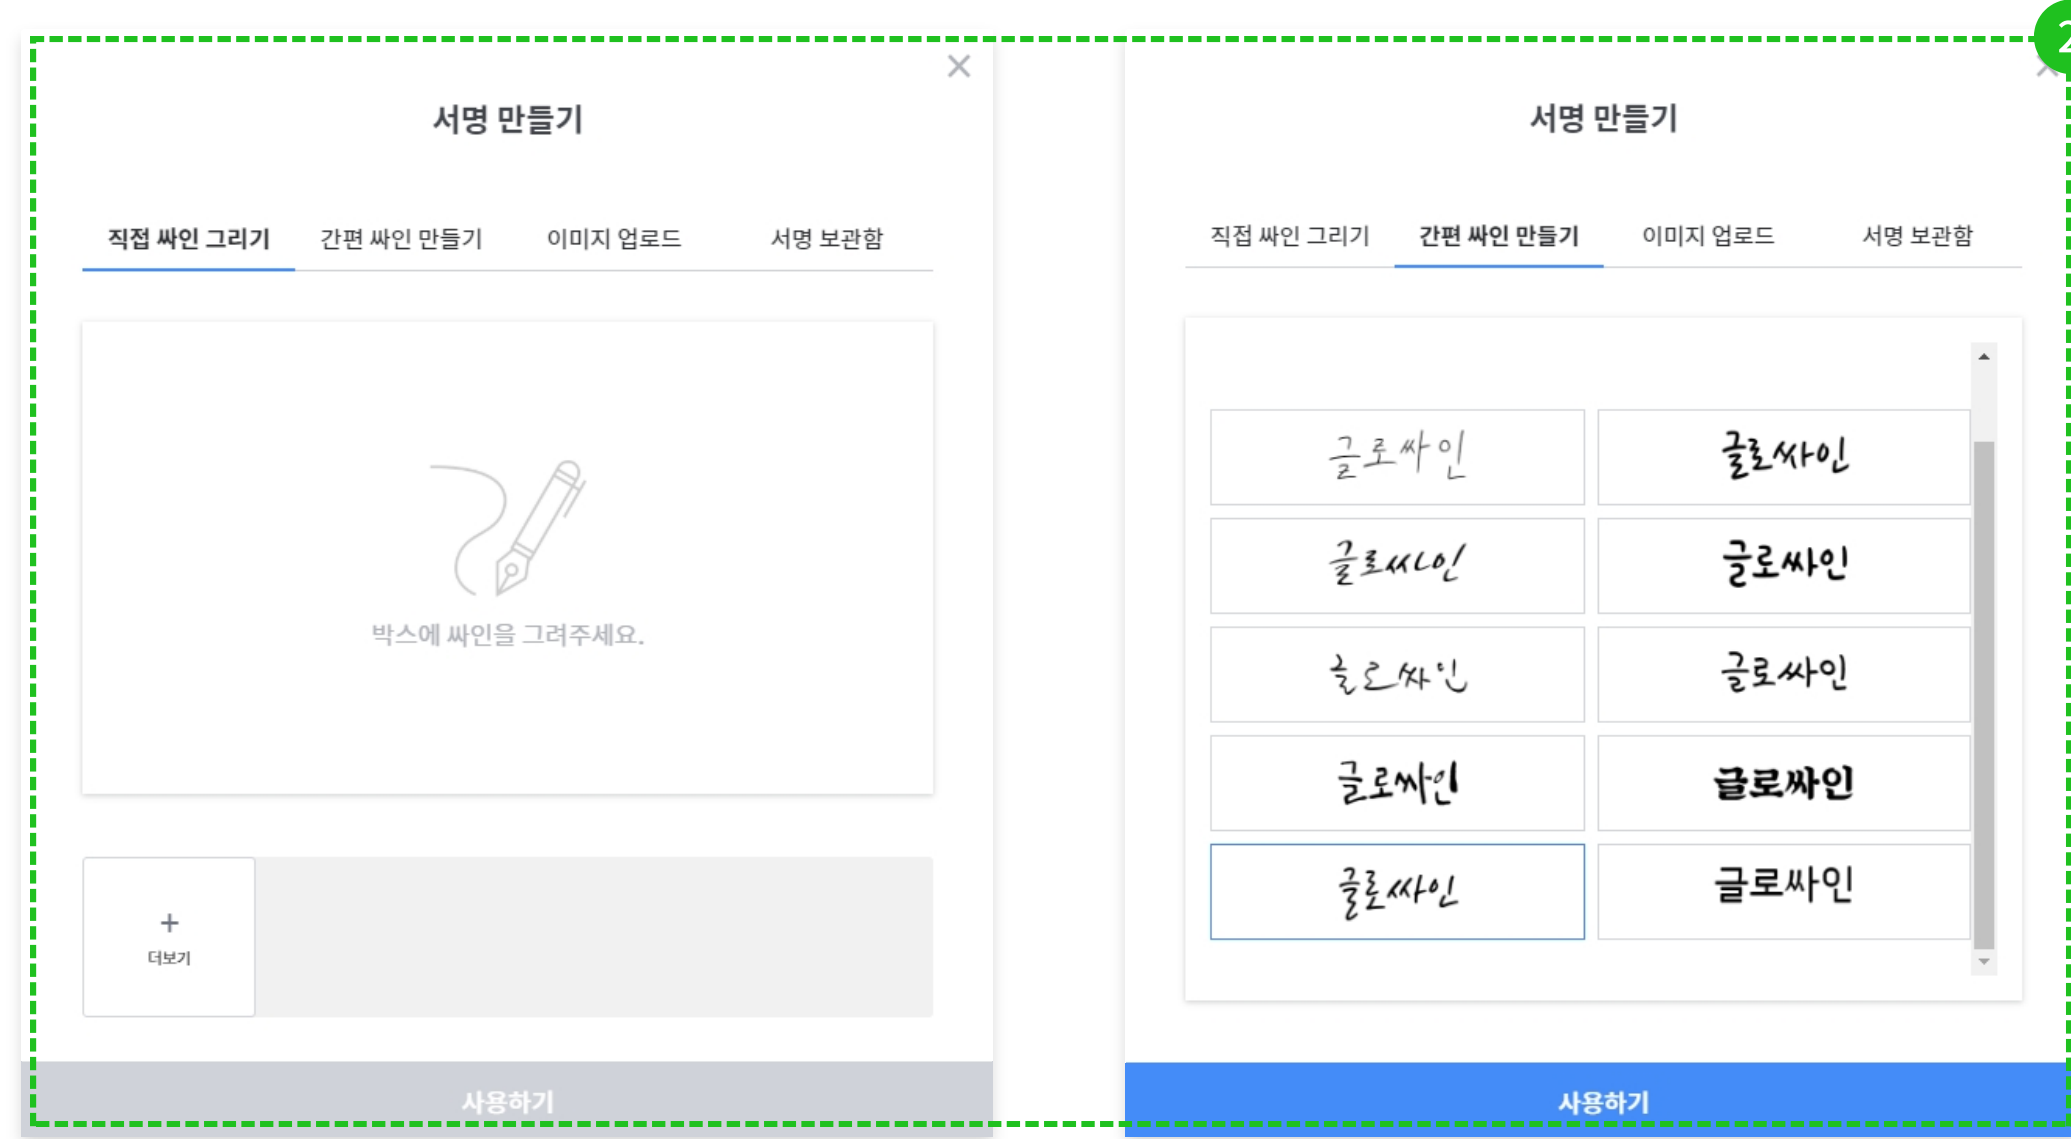 2
서명 만들기
직접 싸인 그리기 간편 싸인 만들기 이미지 업로드 서명 보관함
박스에 싸인을 그려주세요.
+
더보기
사용하기
서명 만들기
직접 싸인 그리기 간편 싸인 만들기 이미지 업로드 서명 보관함
글로싸인 글로싸인
글로싸인 글로싸인
글로싸인 글로싸인
글로싸인 글로싸인
글로싸인 글로싸인
사용하기